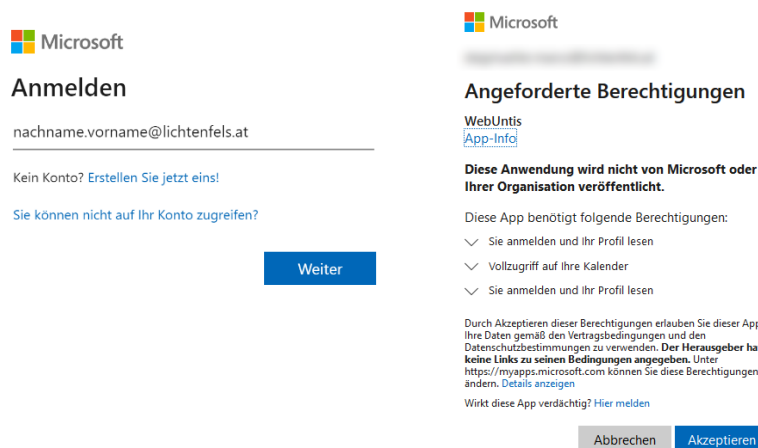 Microsoft
Anmelden
nachname.vorname@lichtenfels.at
Kein Konto? Erstellen Sie jetzt eins!
Sie können nicht auf Ihr Konto zugreifen?
Weiter
Microsoft
Angeforderte Berechtigungen
WebUntis
App-Info
Diese Anwendung wird nicht von Microsoft oder
Ihrer Organisation veröffentlicht.
Diese App benötigt folgende Berechtigungen:
Sie anmelden und Ihr Profil lesen
Vollzugriff auf Ihre Kalender
Sie anmelden und Ihr Profil lesen
Durch Akzeptieren dieser Berechtigungen erlauben Sie dieser App
Ihre Daten gemäß den Vertragsbedingungen und den
Datenschutzbestimmungen zu verwenden. Der Herausgeber ha
keine Links zu seinen Bedingungen angegeben. Unter
https://myapps.microsoft.com können Sie diese Berechtigungen
ändern. Details anzeigen
Wirkt diese App verdächtig? Hier melden
Abbrechen Akzeptieren